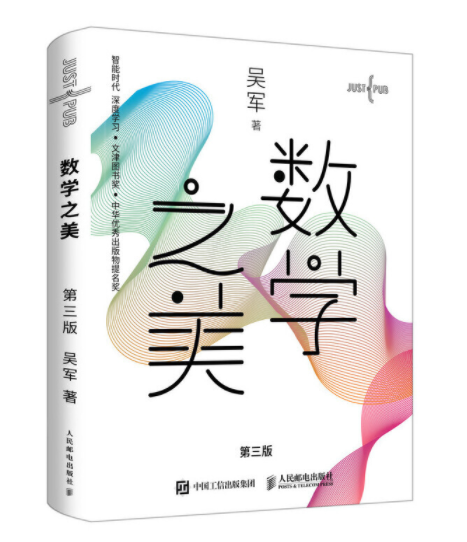 JUST PUB
数学之美
第三版
吴军 著
人民邮电出版社
智能时代 深度学习·文津图书奖·中华优秀出版物提名奖
吴军 著
JUST PUB
数学
之美
第三版
中国工信出版集团
人民邮电出版社
POSTS & TELECOM PRESS